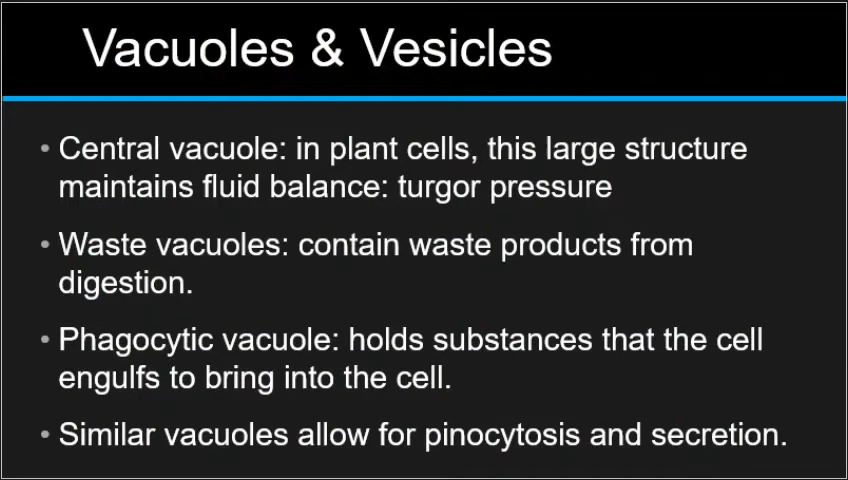 Vacuoles & Vesicles
• Central vacuole: in plant cells, this large structure
maintains fluid balance: turgor pressure
• Waste vacuoles: contain waste products from
digestion.
• Phagocytic vacuole: holds substances that the cell
engulfs to bring into the cell.
• Similar vacuoles allow for pinocytosis and secretion.